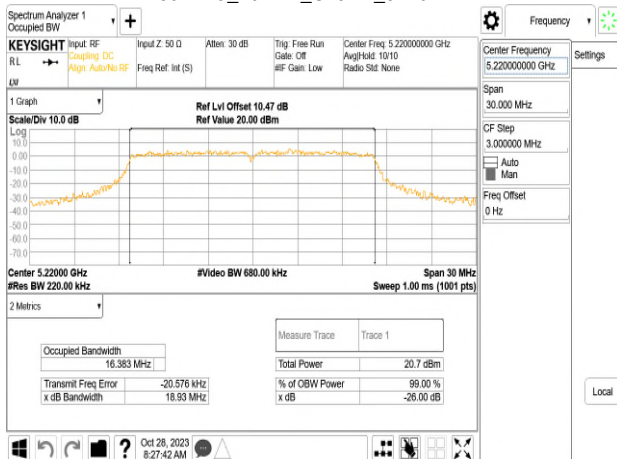 Spectrum Analyzer 1
Occupied BW
Frequency
KEYSIGHT
Input: RF
Coupling: DC
Align: Auto/No RF
Input Z: 50 Ω
Freq Ref: Int (S)
Atten: 30 dB
Trig: Free Run
Gate: Off
#IF Gain: Low
Center Freq: 5.220000000 GHz
Avg|Hold: 10/10
Radio Std: None
RL
LXI
Center Frequency
5.220000000 GHz
Settings
Span
30.000 MHz
CF Step
3.000000 MHz
Auto
Man
Freq Offset
0 Hz
1 Graph
Scale/Div 10.0 dB
Ref Lvl Offset 10.47 dB
Ref Value 20.00 dBm
Log
10.0
0.00
-10.0
-20.0
-30.0
-40.0
-50.0
-60.0
-70.0
Center 5.22000 GHz
#Video BW 680.00 kHz
Span 30 MHz
#Res BW 220.00 kHz
Sweep 1.00 ms (1001 pts)
2 Metrics
Measure Trace
Trace 1
Occupied Bandwidth
16.383 MHz
Total Power
20.7 dBm
Transmit Freq Error
-20.576 kHz
% of OBW Power
99.00 %
x dB Bandwidth
18.93 MHz
x dB
-26.00 dB
Local
Oct 28, 2023
8:27:42 AM